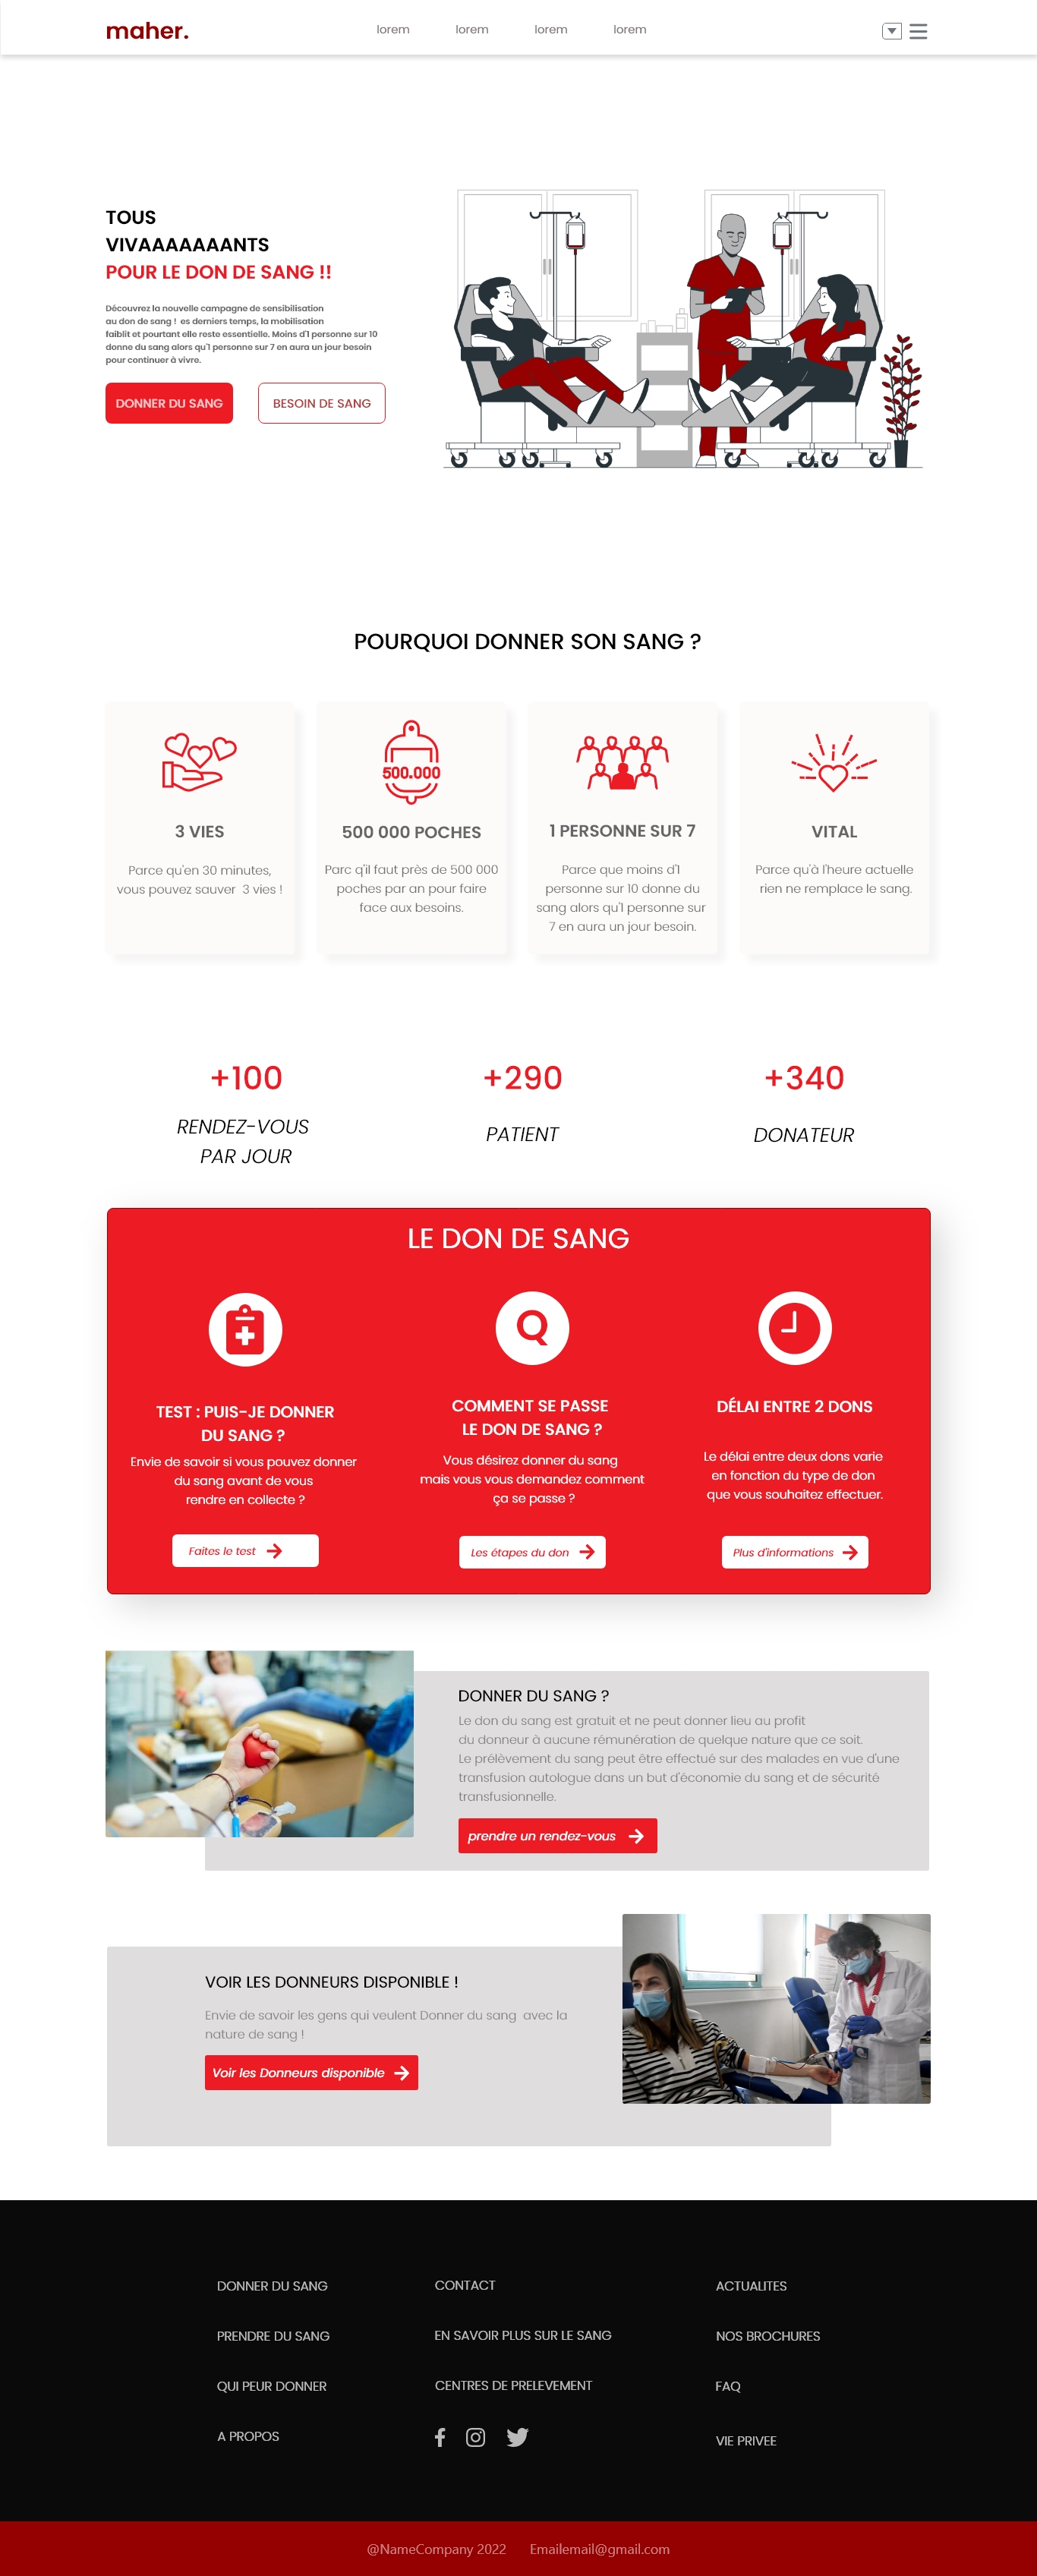 maher.
lorem
lorem
lorem
lorem
TOUS
VIVAAAAAAANTS
POUR LE DON DE SANG !!
Découvrez la nouvelle campagne de sensibilisation
au don de sang !  es derniers temps, la mobilisation
faiblit et pourtant elle reste essentielle. Moins d'1 personne sur 10
donne du sang alors qu'1 personne sur 7 en aura un jour besoin
pour continuer à vivre.
DONNER DU SANG
BESOIN DE SANG
POURQUOI DONNER SON SANG ?
3 VIES
Parce qu'en 30 minutes,
vous pouvez sauver  3 vies !
500.000
500 000 POCHES
Parc q'il faut près de 500 000
poches par an pour faire
face aux besoins.
1 PERSONNE SUR 7
Parce que moins d'1
personne sur 10 donne du
sang alors qu'1 personne sur
7 en aura un jour besoin.
VITAL
Parce qu'à l'heure actuelle
rien ne remplace le sang.
+100
RENDEZ-VOUS
PAR JOUR
+290
PATIENT
+340
DONATEUR
LE DON DE SANG
TEST : PUIS-JE DONNER
DU SANG ?
Envie de savoir si vous pouvez donner
du sang avant de vous
rendre en collecte ?
Faites le test
Q
COMMENT SE PASSE
LE DON DE SANG ?
Vous désirez donner du sang
mais vous vous demandez comment
ça se passe ?
Les étapes du don
DÉLAI ENTRE 2 DONS
Le délai entre deux dons varie
en fonction du type de don
que vous souhaitez effectuer.
Plus d'informations
DONNER DU SANG ?
Le don du sang est gratuit et ne peut donner lieu au profit
du donneur à aucune rémunération de quelque nature que ce soit.
Le prélèvement du sang peut être effectué sur des malades en vue d'une
transfusion autologue dans un but d'économie du sang et de sécurité
transfusionnelle.
prendre un rendez-vous
VOIR LES DONNEURS DISPONIBLE !
Envie de savoir les gens qui veulent Donner du sang  avec la
nature de sang !
Voir les Donneurs disponible
DONNER DU SANG
PRENDRE DU SANG
QUI PEUR DONNER
A PROPOS
CONTACT
EN SAVOIR PLUS SUR LE SANG
CENTRES DE PRELEVEMENT
ACTUALITES
NOS BROCHURES
FAQ
VIE PRIVEE
@NameCompany 2022
Emailemail@gmail.com